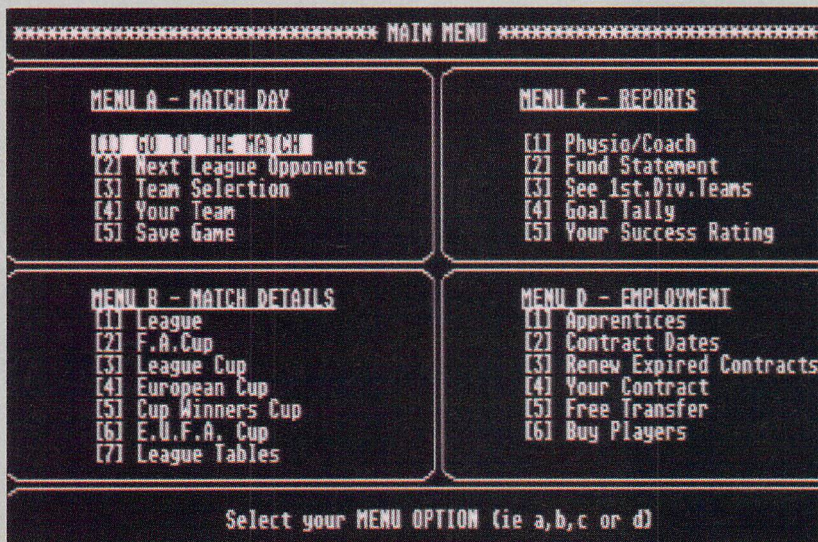 ********************************* MAIN MENU *****************************
MENU A - MATCH DAY
[1] GO TO THE MATCH
[2] Next League Opponents
[3] Team Selection
[4] Your Team
[5] Save Game
MENU C - REPORTS
[1] Physio/Coach
[2] Fund Statement
[3] See 1st.Div.Teams
[4] Goal Tally
[5] Your Success Rating
MENU B - MATCH DETAILS
[1] League
[2] F.A.Cup
[3] League Cup
[4] European Cup
[5] Cup Winners Cup
[6] E.U.F.A. Cup
[7] League Tables
MENU D - EMPLOYMENT
[1] Apprentices
[2] Contract Dates
[3] Renew Expired Contracts
[4] Your Contract
[5] Free Transfer
[6] Buy Players
Select your MENU OPTION (ie a,b,c or d)